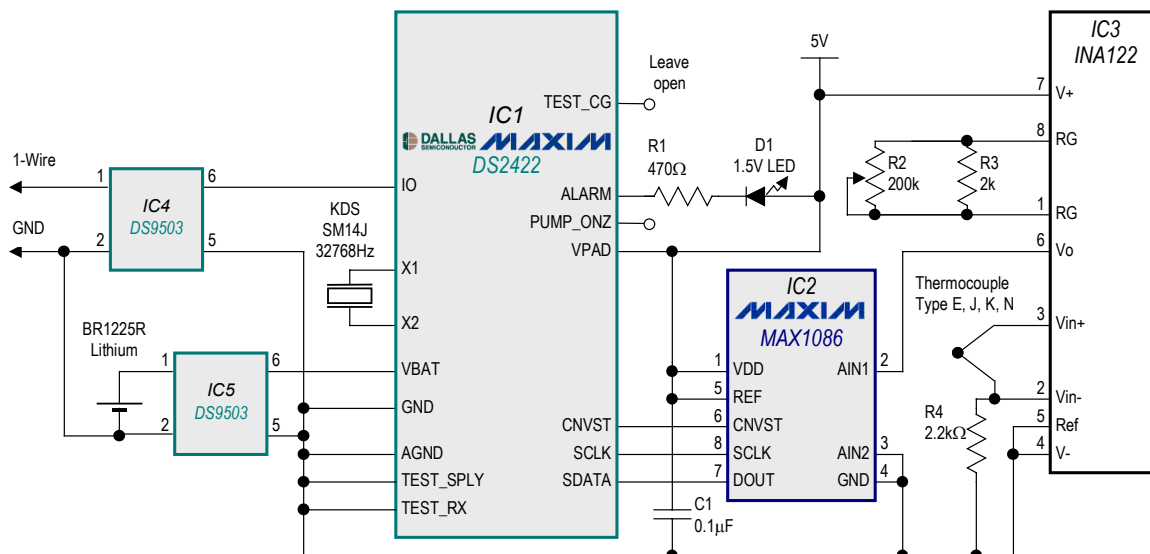 5V
IC3
INA122
Leave
open
TEST_CG
IC1
DALLAS
SEMICONDUCTOR
MAXIM
DS2422
7
V+
8
RG
R2
200k
R3
2k
1
RG
6
Vo
1-Wire
1
6
IO
IC4
DS9503
GND
2
5
KDS
SM14J
32768Hz
X1
X2
R1
470Ω
D1
1.5V LED
ALARM
PUMP_ONZ
VPAD
IC2
MAXIM
MAX1086
Thermocouple
Type E, J, K, N
3
Vin+
BR1225R
Lithium
1
6
VBAT
IC5
DS9503
2
5
GND
AGND
TEST_SPLY
TEST_RX
1
VDD
AIN1
2
5
REF
CNVST
6
CNVST
SCLK
8
SCLK
AIN2
3
SDATA
7
DOUT
GND
4
2
Vin-
R4
2.2kΩ
5
Ref
4
V-
C1
0.1μF